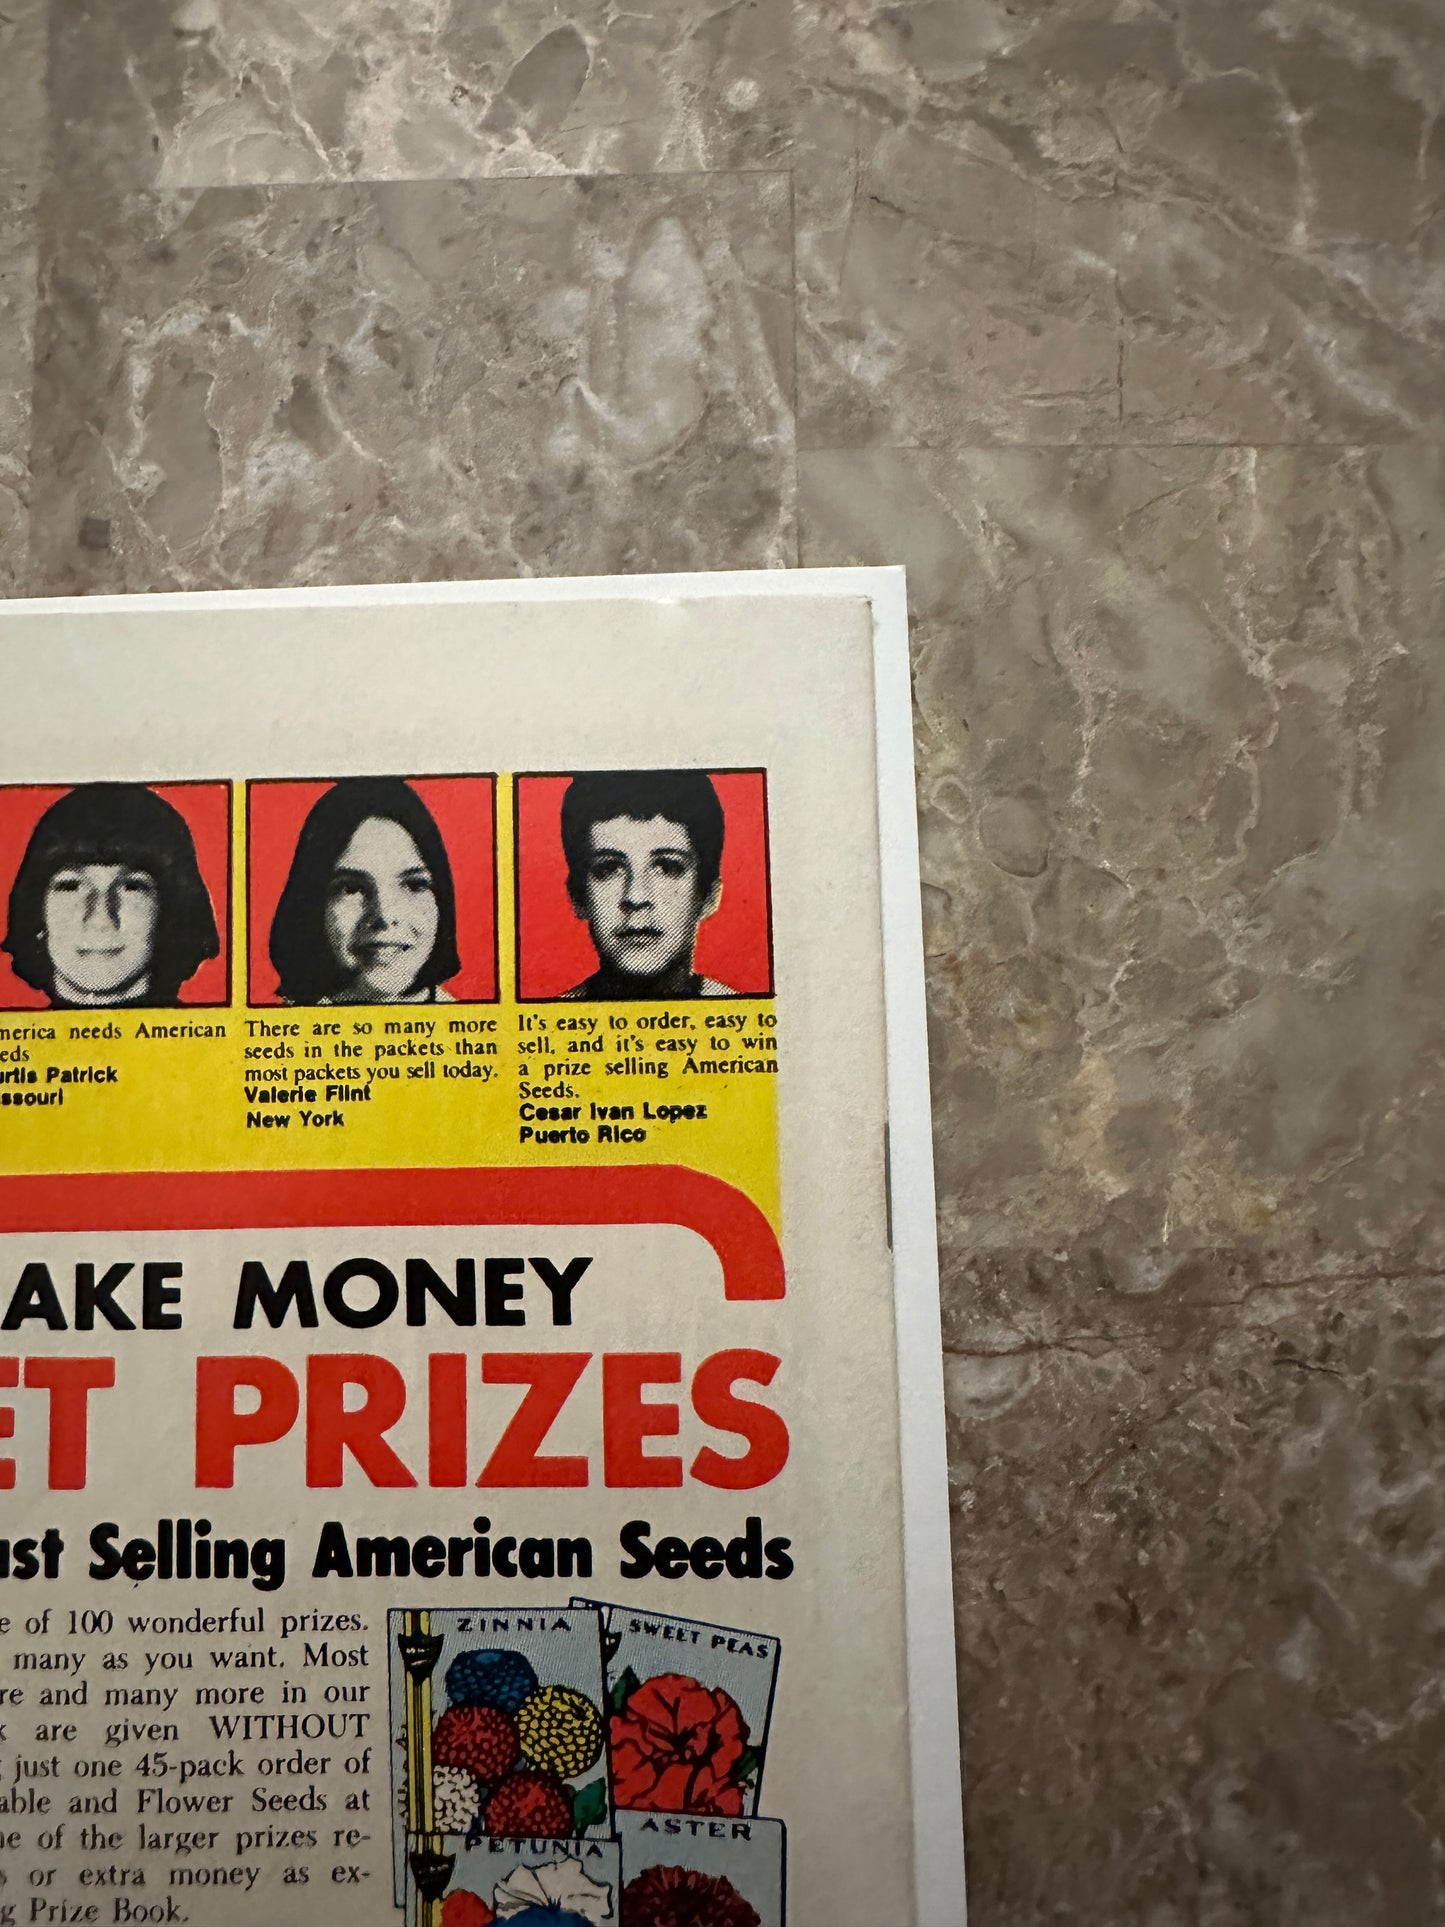 America needs American
There are so many more
seeds in the packets than
most packets you sell today.
Valerie Flint
New York
It's easy to order, easy to
sell, and it's easy to win
a prize selling American
Seeds.
Cesar Ivan Lopez
Puerto Rico
Patrick
AKE MONEY
ET PRIZES
ust Selling American Seeds
e of 100 wonderful prizes.
many as you want. Most
re and many more in our
k are given WITHOUT
g just one 45-pack order of
able and Flower Seeds at
ne of the larger prizes re-
s or extra money as ex-
g Prize Book.
ZINNIA
SWEET PEAS
PETUNIA
ASTER